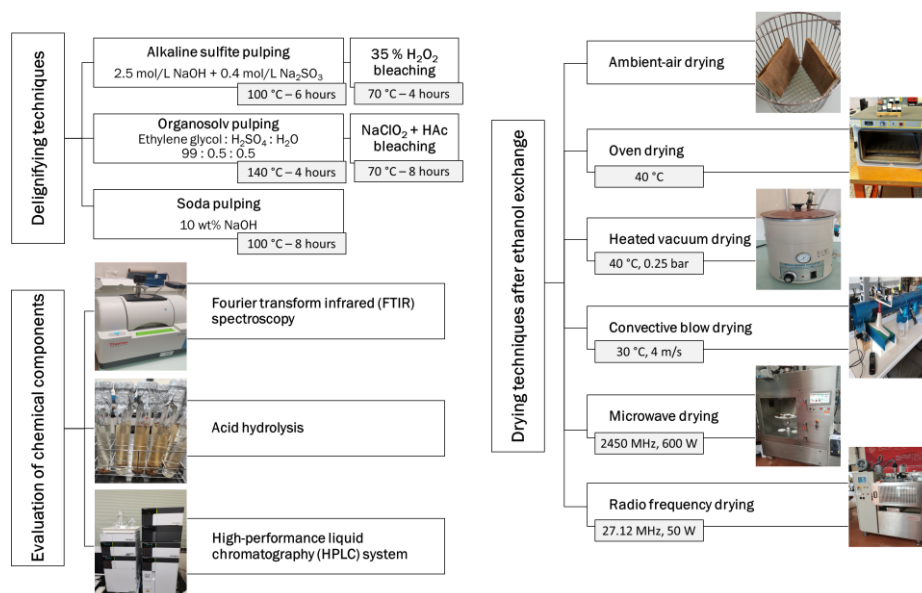 Delignifying techniques
Alkaline sulfite pulping
2.5 mol/L NaOH + 0.4 mol/L Na₂SO₃
100 °C – 6 hours
35 % H₂O₂
bleaching
70 °C – 4 hours
Organosolv pulping
Ethylene glycol : H₂SO₄ : H₂O
99 : 0.5 : 0.5
140 °C – 4 hours
NaClO₂ + HAc
bleaching
70 °C – 8 hours
Soda pulping
10 wt% NaOH
100 °C – 8 hours
Evaluation of chemical components
Fourier transform infrared (FTIR)
spectroscopy
Acid hydrolysis
High-performance liquid
chromatography (HPLC) system
Drying techniques after ethanol exchange
Ambient-air drying
Oven drying
40 °C
Heated vacuum drying
40 °C, 0.25 bar
Convective blow drying
30 °C, 4 m/s
Microwave drying
2450 MHz, 600 W
Radio frequency drying
27.12 MHz, 50 W